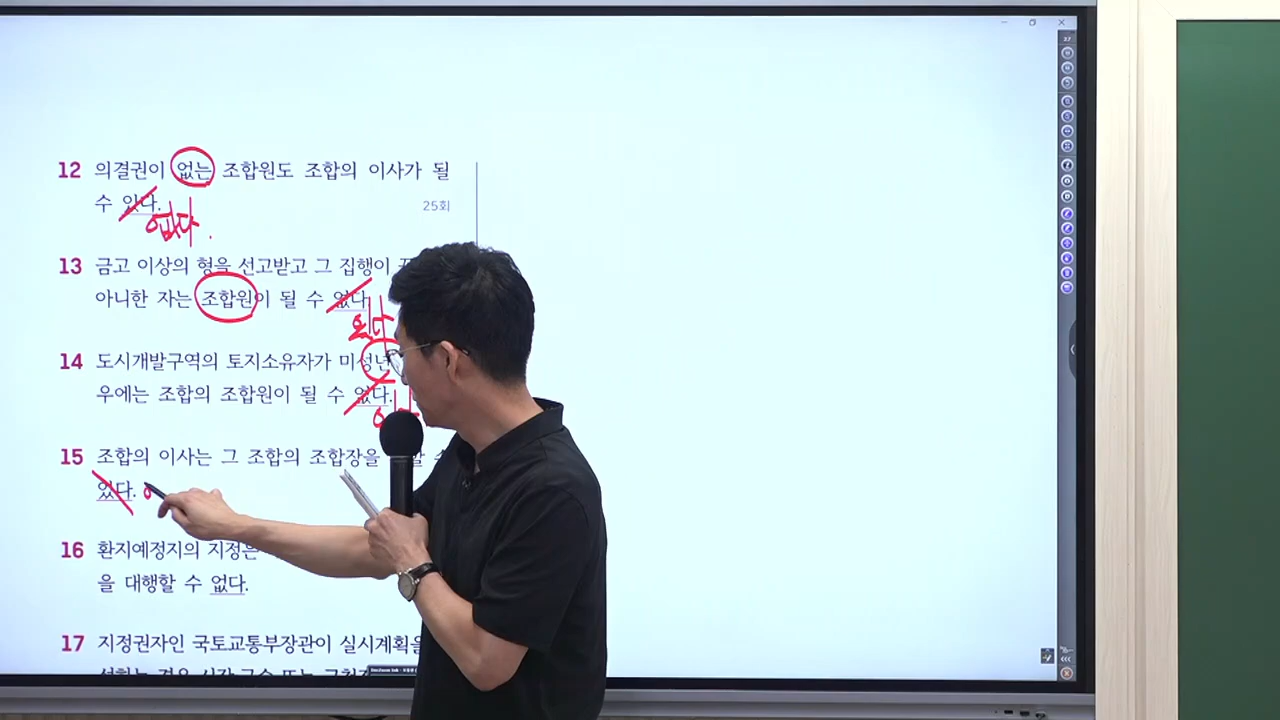 12 의결권이 없는 조합원도 조합의 이사가 될
수 있다. 25회
없다.
13 금고 이상의 형을 선고받고 그 집행이
아니한 자는 조합원이 될 수 없다
있다
14 도시개발구역의 토지소유자가 미성년
우에는 조합의 조합원이 될 수 없다.
15 조합의 이사는 그 조합의 조합장을
있다.
16 환지예정지의 지정은
을 대행할 수 없다.
17 지정권자인 국토교통부장관이 실시계획을